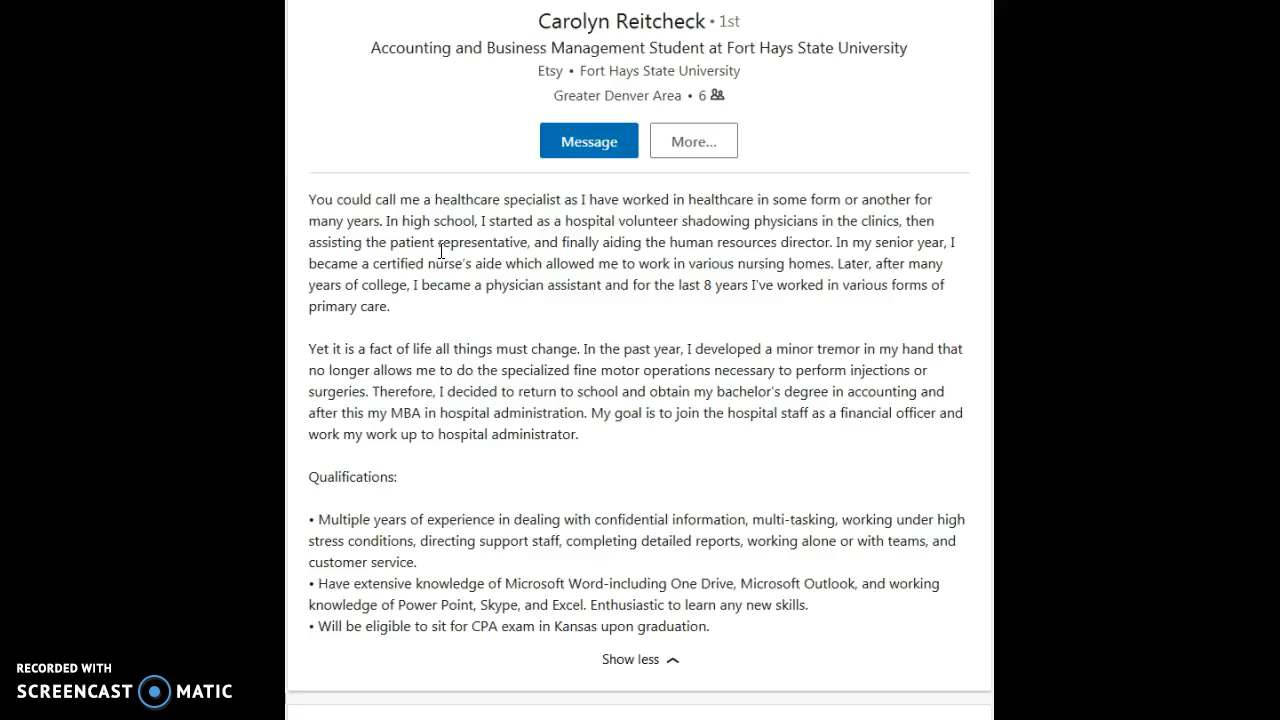 Carolyn Reitcheck • 1st
Accounting and Business Management Student at Fort Hays State University
Etsy • Fort Hays State University
Greater Denver Area • 6
Message
More...
You could call me a healthcare specialist as I have worked in healthcare in some form or another for
many years. In high school, I started as a hospital volunteer shadowing physicians in the clinics, then
assisting the patient representative, and finally aiding the human resources director. In my senior year, I
became a certified nurse's aide which allowed me to work in various nursing homes. Later, after many
years of college, I became a physician assistant and for the last 8 years I've worked in various forms of
primary care.
Yet it is a fact of life all things must change. In the past year, I developed a minor tremor in my hand that
no longer allows me to do the specialized fine motor operations necessary to perform injections or
surgeries. Therefore, I decided to return to school and obtain my bachelor's degree in accounting and
after this my MBA in hospital administration. My goal is to join the hospital staff as a financial officer and
work my work up to hospital administrator.
Qualifications:
• Multiple years of experience in dealing with confidential information, multi-tasking, working under high
stress conditions, directing support staff, completing detailed reports, working alone or with teams, and
customer service.
• Have extensive knowledge of Microsoft Word-including One Drive, Microsoft Outlook, and working
knowledge of Power Point, Skype, and Excel. Enthusiastic to learn any new skills.
• Will be eligible to sit for CPA exam in Kansas upon graduation.
Show less
RECORDED WITH
SCREENCAST MATIC